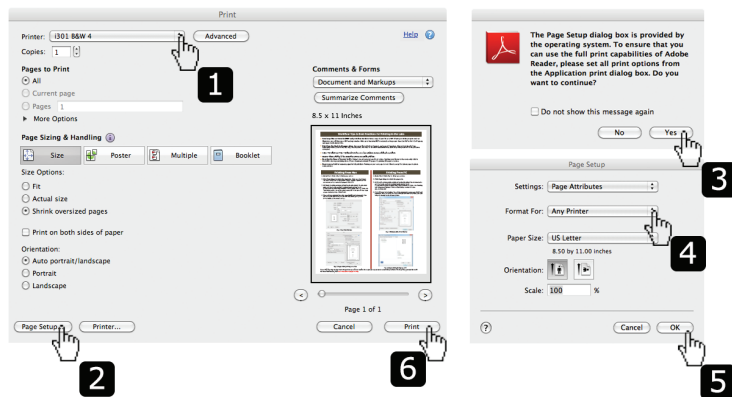 Print
Printer: i301 B&W 4
Advanced
Help
?
Copies: 1
1
Pages to Print
All
Current page
Pages 1
More Options
Comments & Forms
Document and Markups
Summarize Comments
8.5 x 11 Inches
Page Sizing & Handling
i
Size
Poster
Multiple
Booklet
Size Options:
Fit
Actual size
Shrink oversized pages
Print on both sides of paper
Orientation:
Auto portrait/landscape
Portrait
Landscape
<
>
Page 1 of 1
Page Setup
Printer...
Cancel
Print
2
6
The Page Setup dialog box is provided by
the operating system. To ensure that you
can use the full print capabilities of Adobe
Reader, please set all print options from
the Application print dialog box. Do you
want to continue?
Do not show this message again
No
Yes
3
Page Setup
Settings: Page Attributes
Format For: Any Printer
4
Paper Size: US Letter
8.50 by 11.00 inches
Orientation:
Scale: 100 %
?
Cancel
OK
5